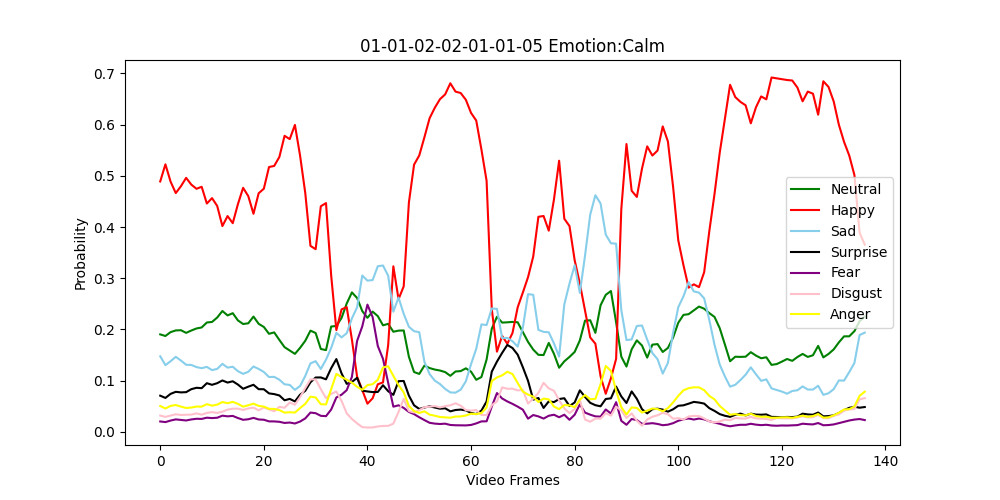 01-01-02-02-01-01-05 Emotion:Calm
0.7
0.6
0.5
0.4
0.3
0.2
0.1
0.0
Probability
Neutral
Happy
Sad
Surprise
Fear
Disgust
Anger
0 20 40 60 80 100 120 140
Video Frames